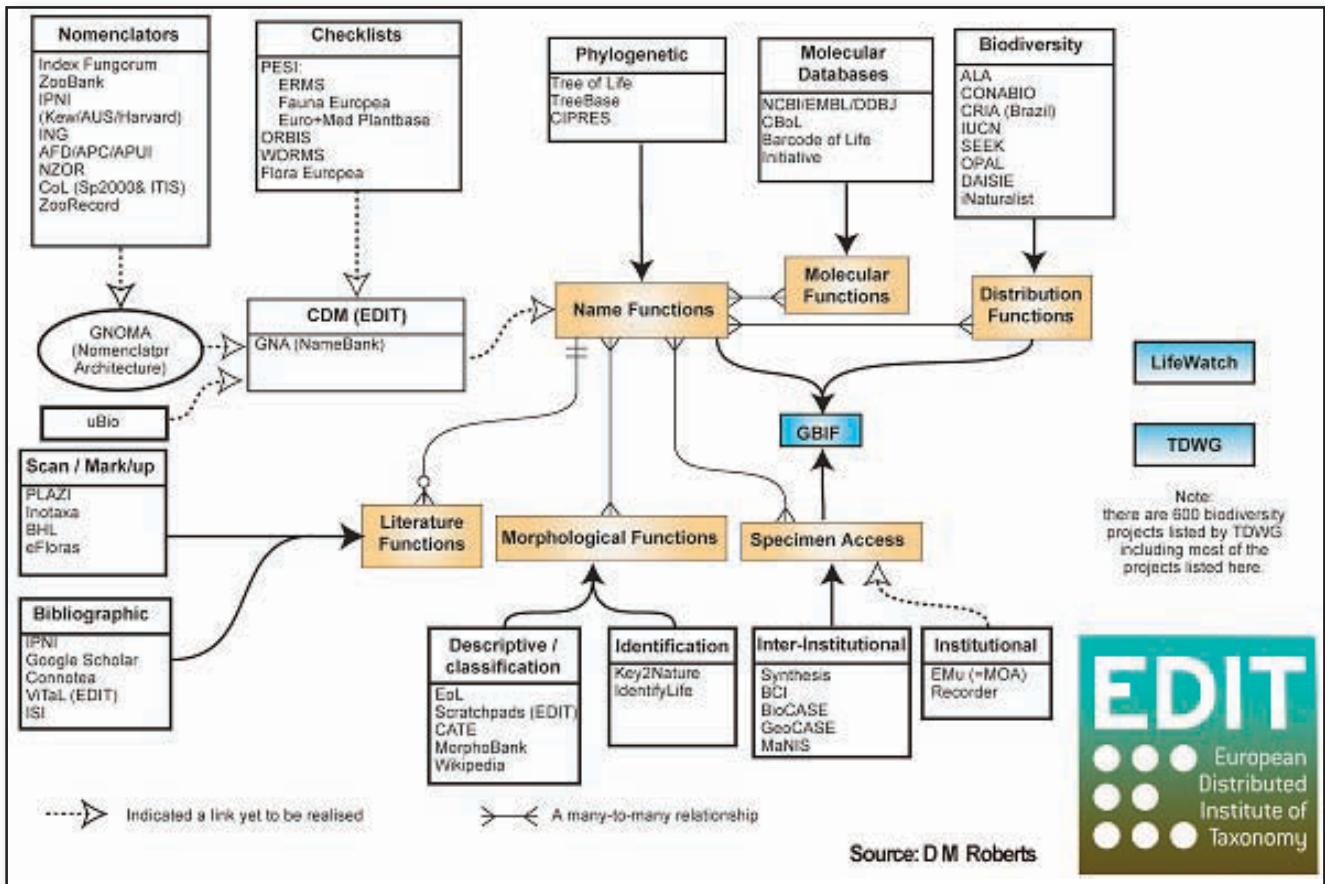 Nomenclators
Index Fungorum
ZooBank
IPNI
(Kew/AUS/Harvard)
ING
AFD/APC/APUI
NZOR
CoL (Sp2000& ITIS)
ZooRecord
Checklists
PESI:
ERMS
Fauna Europea
Euro+Med Plantbase
ORBIS
WORMS
Flora Europea
Phylogenetic
Tree of Life
TreeBase
CIPRES
Molecular
Databases
NCBI/EMBL/DDBJ
CBoL
Barcode of Life
Initiative
Biodiversity
ALA
CONABIO
CRIA (Brazil)
IUCN
SEEK
OPAL
DAISIE
iNaturalist
GNOMA
(Nomenclatpr
Architecture)
CDM (EDIT)
GNA (NameBank)
Name Functions
Molecular
Functions
Distribution
Functions
uBio
LifeWatch
GBIF
TDWG
Scan / Mark/up
PLAZI
Inotaxa
BHL
eFloras
Literature
Functions
Morphological Functions
Specimen Access
Note:
there are 600 biodiversity
projects listed by TDWG
including most of the
projects listed here.
Bibliographic
IPNI
Google Scholar
Connotea
ViTaL (EDIT)
ISI
Descriptive /
classification
EoL
Scratchpads (EDIT)
CATE
MorphoBank
Wikipedia
Identification
Key2Nature
IdentifyLife
Inter-Institutional
Synthesis
BCI
BioCASE
GeoCASE
MaNIS
Institutional
EMu (=MOA)
Recorder
EDIT
European
Distributed
Institute of
Taxonomy
Indicated a link yet to be realised
A many-to-many relationship
Source: D M Roberts